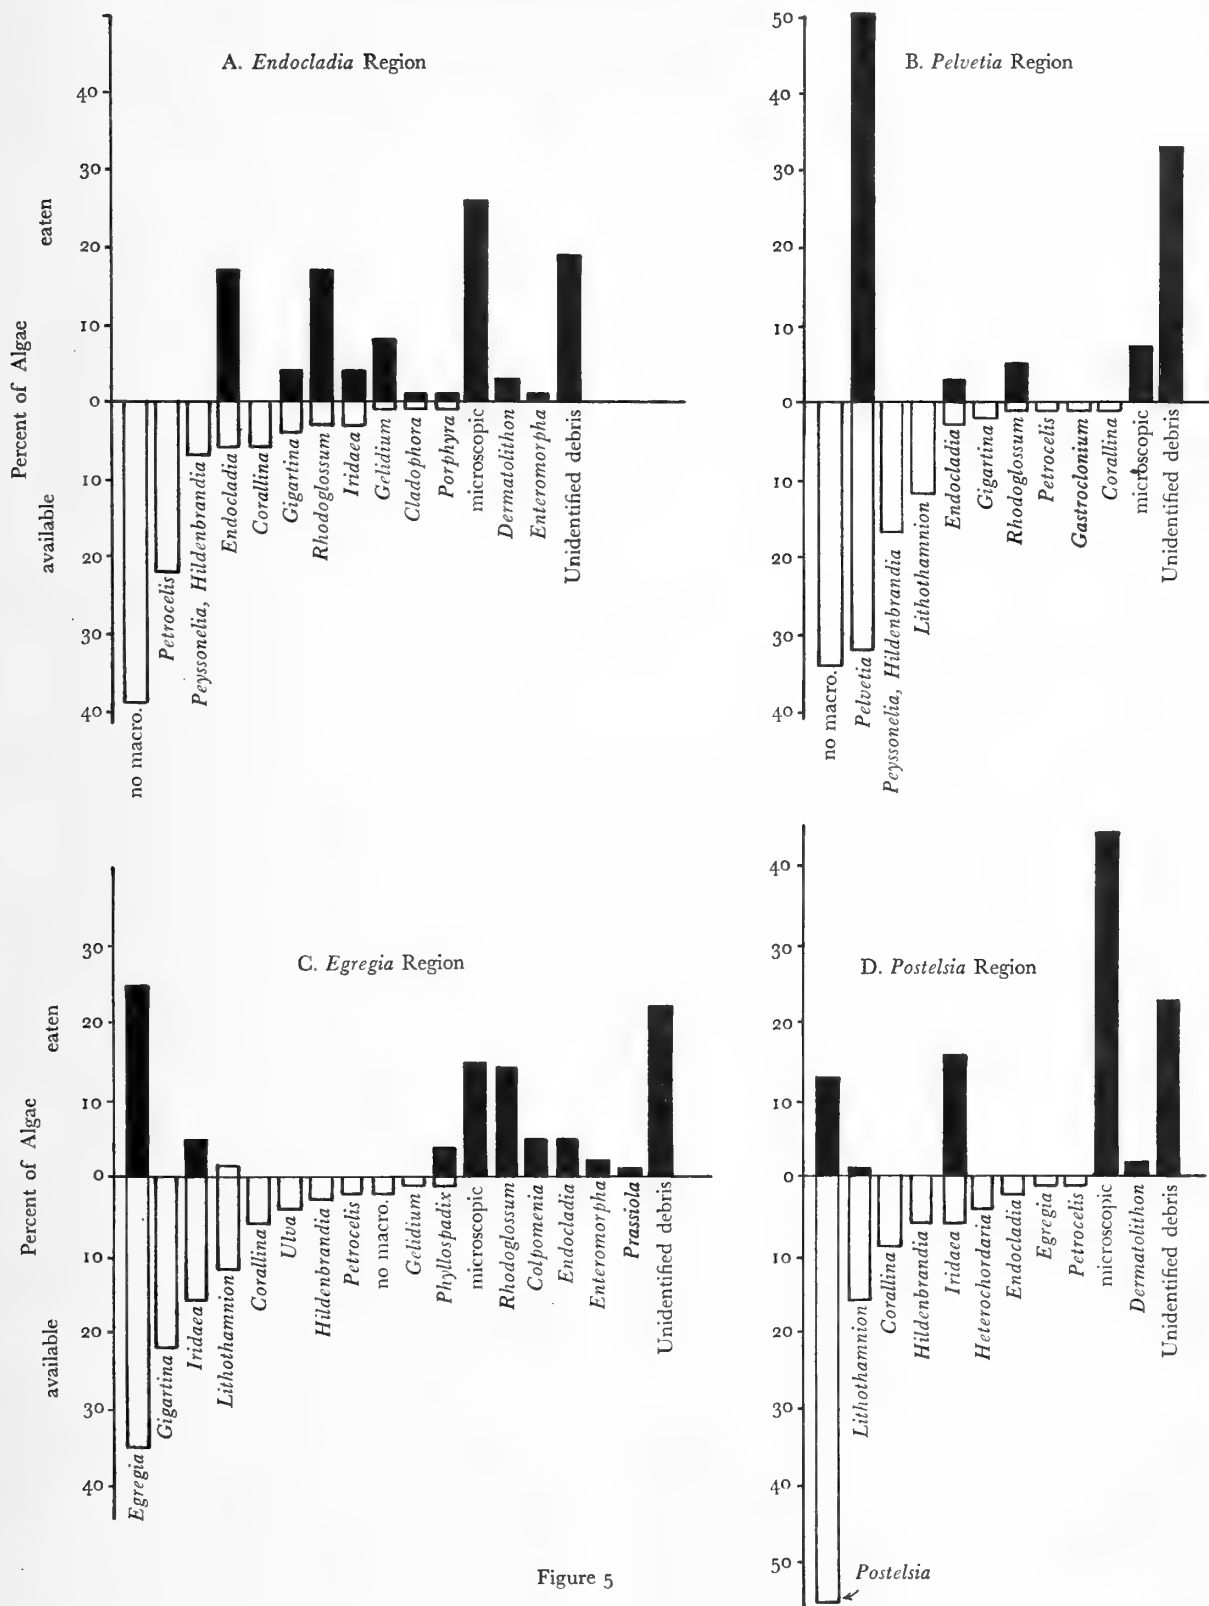 A. Endocladia Region
Percent of Algae
eaten
available
40
30
20
10
0
10
20
30
40
no macro.
Petrocelis
Peyssonelia, Hildenbrandia
Endocladia
Corallina
Gigartina
Rhodoglossum
Iridaea
Gelidium
Cladophora
Porphyra
microscopic
Dermatolithon
Enteromorpha
Unidentified debris
B. Pelvetia Region
50
40
30
20
10
0
10
20
30
40
no macro.
Pelvetia
Peyssonelia, Hildenbrandia
Lithothamnion
Endocladia
Gigartina
Rhodoglossum
Petrocelis
Gastroclonium
Corallina
microscopic
Unidentified debris
C. Egregia Region
Percent of Algae
eaten
available
30
20
10
0
10
20
30
40
Egregia
Gigartina
Iridaea
Lithothamnion
Corallina
Ulva
Hildenbrandia
Petrocelis
no macro.
Gelidium
Phyllospadix
microscopic
Rhodoglossum
Colpomenia
Endocladia
Enteromorpha
Prassiola
Unidentified debris
D. Postelsia Region
40
30
20
10
0
10
20
30
40
50
Postelsia
Lithothamnion
Corallina
Hildenbrandia
Iridaea
Heterochordaria
Endocladia
Egregia
Petrocelis
microscopic
Dermatolithon
Unidentified debris
Figure 5